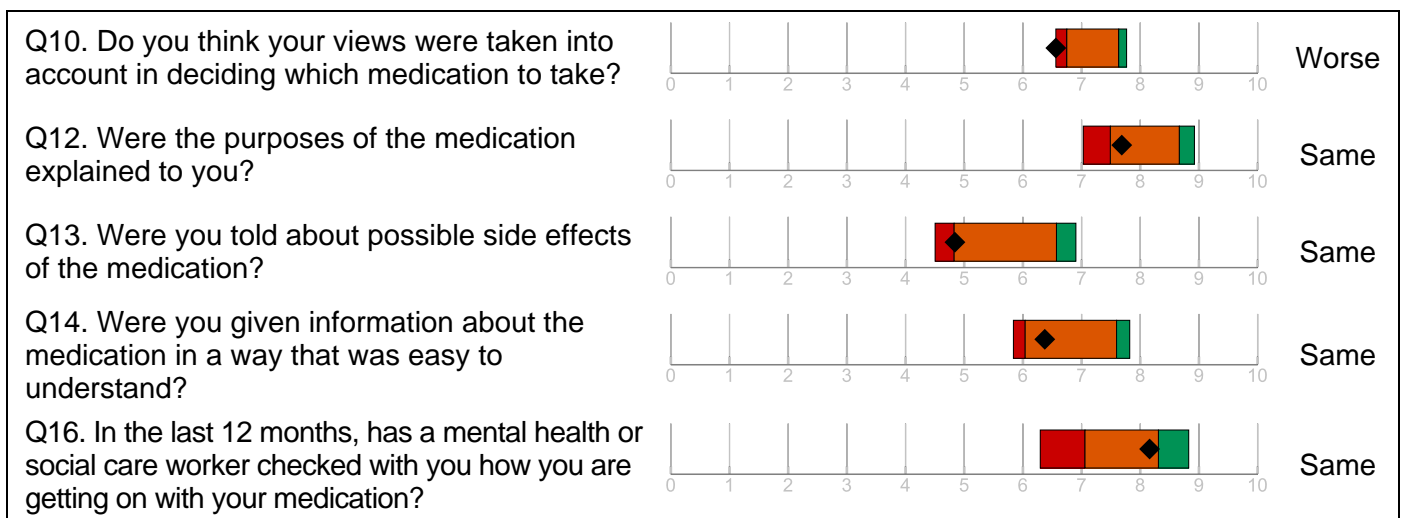 Q10. Do you think your views were taken into
account in deciding which medication to take?
0 1 2 3 4 5 6 7 8 9 10
Worse
Q12. Were the purposes of the medication
explained to you?
0 1 2 3 4 5 6 7 8 9 10
Same
Q13. Were you told about possible side effects
of the medication?
0 1 2 3 4 5 6 7 8 9 10
Same
Q14. Were you given information about the
medication in a way that was easy to
understand?
0 1 2 3 4 5 6 7 8 9 10
Same
Q16. In the last 12 months, has a mental health or
social care worker checked with you how you are
getting on with your medication?
0 1 2 3 4 5 6 7 8 9 10
Same